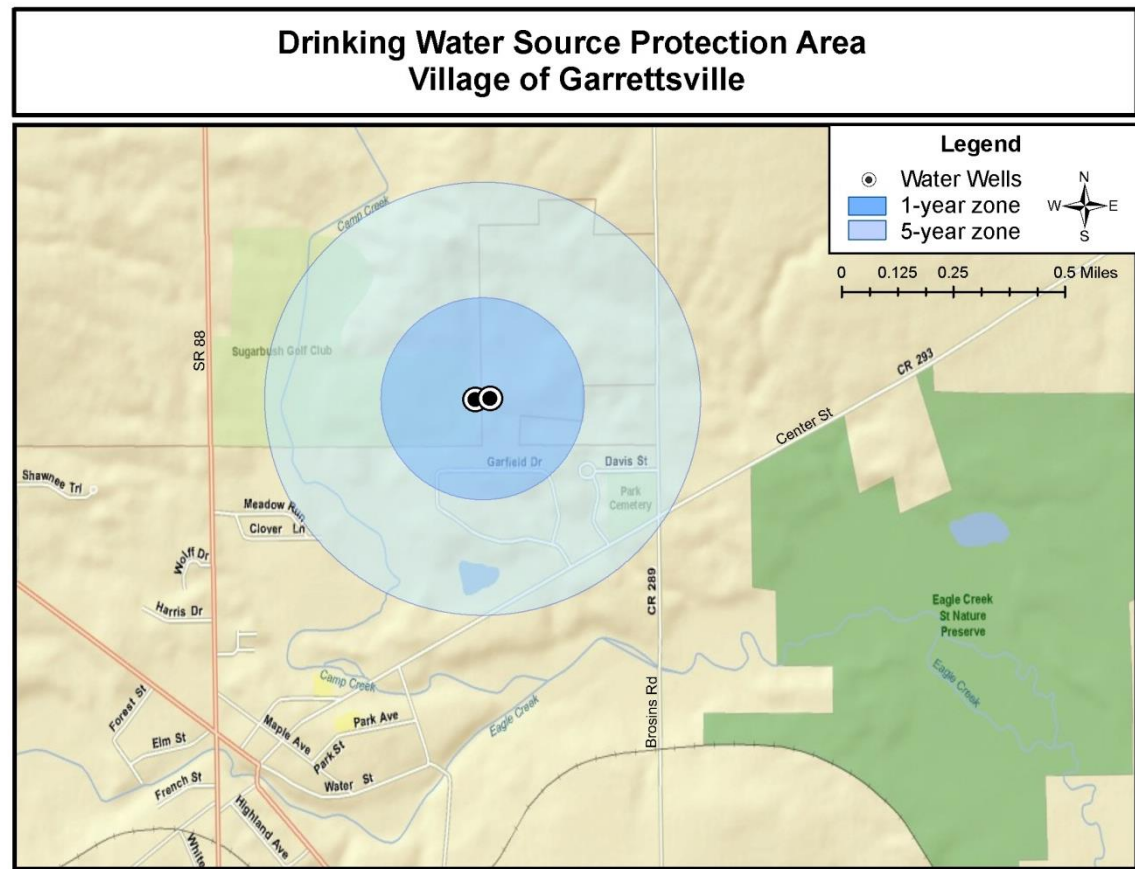 Drinking Water Source Protection Area
Village of Garrettsville
Legend
Water Wells
1-year zone
5-year zone
N
W E
S
0 0.125 0.25 0.5 Miles
Camp Creek
SR 88
Sugarbush Golf Club
CR 293
Center St
Garfield Dr
Davis St
Park
Cemetery
Shawnee Trl
Meadow Run
Clover Ln
Wolff Dr
Harris Dr
CR 289
Eagle Creek
St Nature
Preserve
Eagle Creek
Camp Creek
Forest St
Maple Ave
Park Ave
Eagle Creek
Brosins Rd
Elm St
Park St
Water St
French St
Highland Ave
White